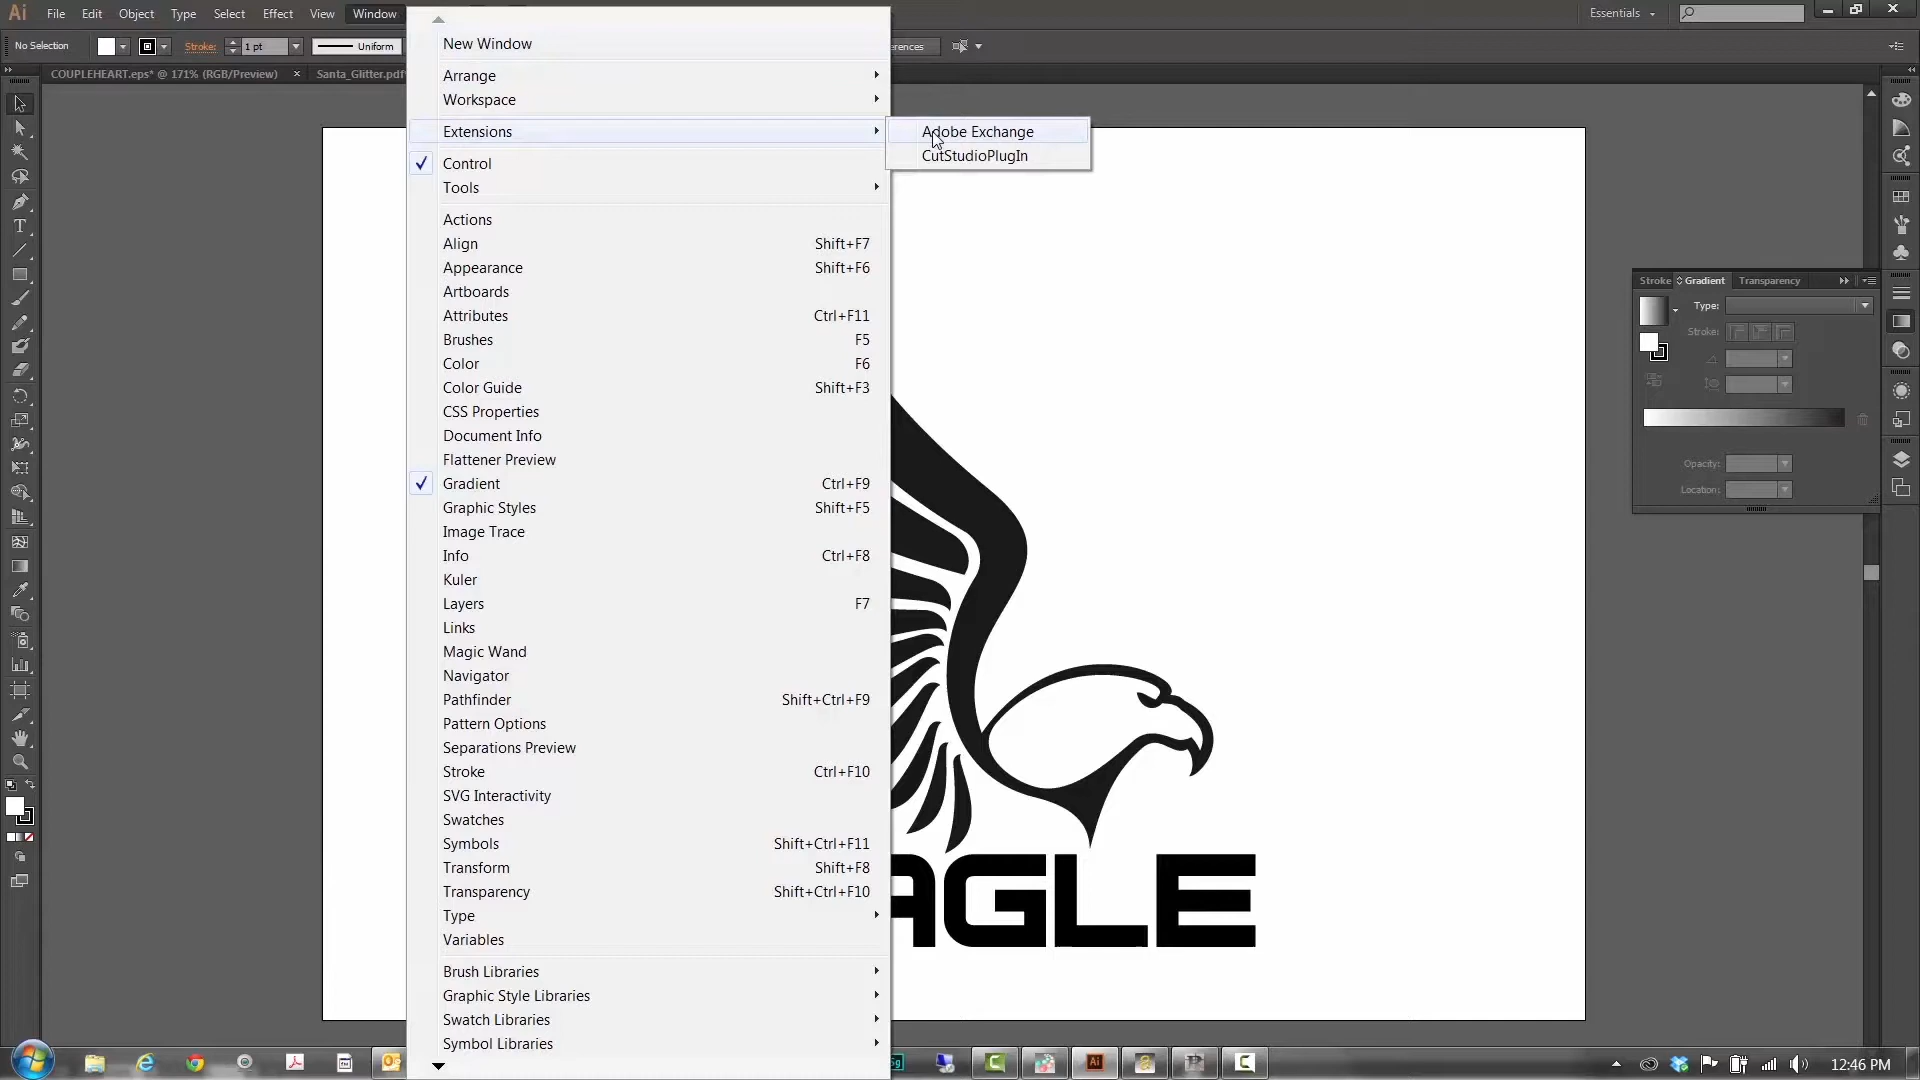 Ai File Edit Object Type Select Effect View Window
Essentials
No Selection
Stroke:
1 pt
Uniform
erences
COUPLEHEART.eps* @ 171% (RGB/Preview)
Santa_Glitter.pdf*
New Window
Arrange
Workspace
Extensions
Adobe Exchange
CutStudioPlugIn
Control
Tools
Actions
Align Shift+F7
Appearance Shift+F6
Artboards
Attributes Ctrl+F11
Brushes F5
Color F6
Color Guide Shift+F3
CSS Properties
Document Info
Flattener Preview
Gradient Ctrl+F9
Graphic Styles Shift+F5
Image Trace
Info Ctrl+F8
Kuler
Layers F7
Links
Magic Wand
Navigator
Pathfinder Shift+Ctrl+F9
Pattern Options
Separations Preview
Stroke Ctrl+F10
SVG Interactivity
Swatches
Symbols Shift+Ctrl+F11
Transform Shift+F8
Transparency Shift+Ctrl+F10
Type
Variables
Brush Libraries
Graphic Style Libraries
Swatch Libraries
Symbol Libraries
Stroke Gradient Transparency
Type:
Stroke:
Opacity:
Location:
AGLE
12:46 PM